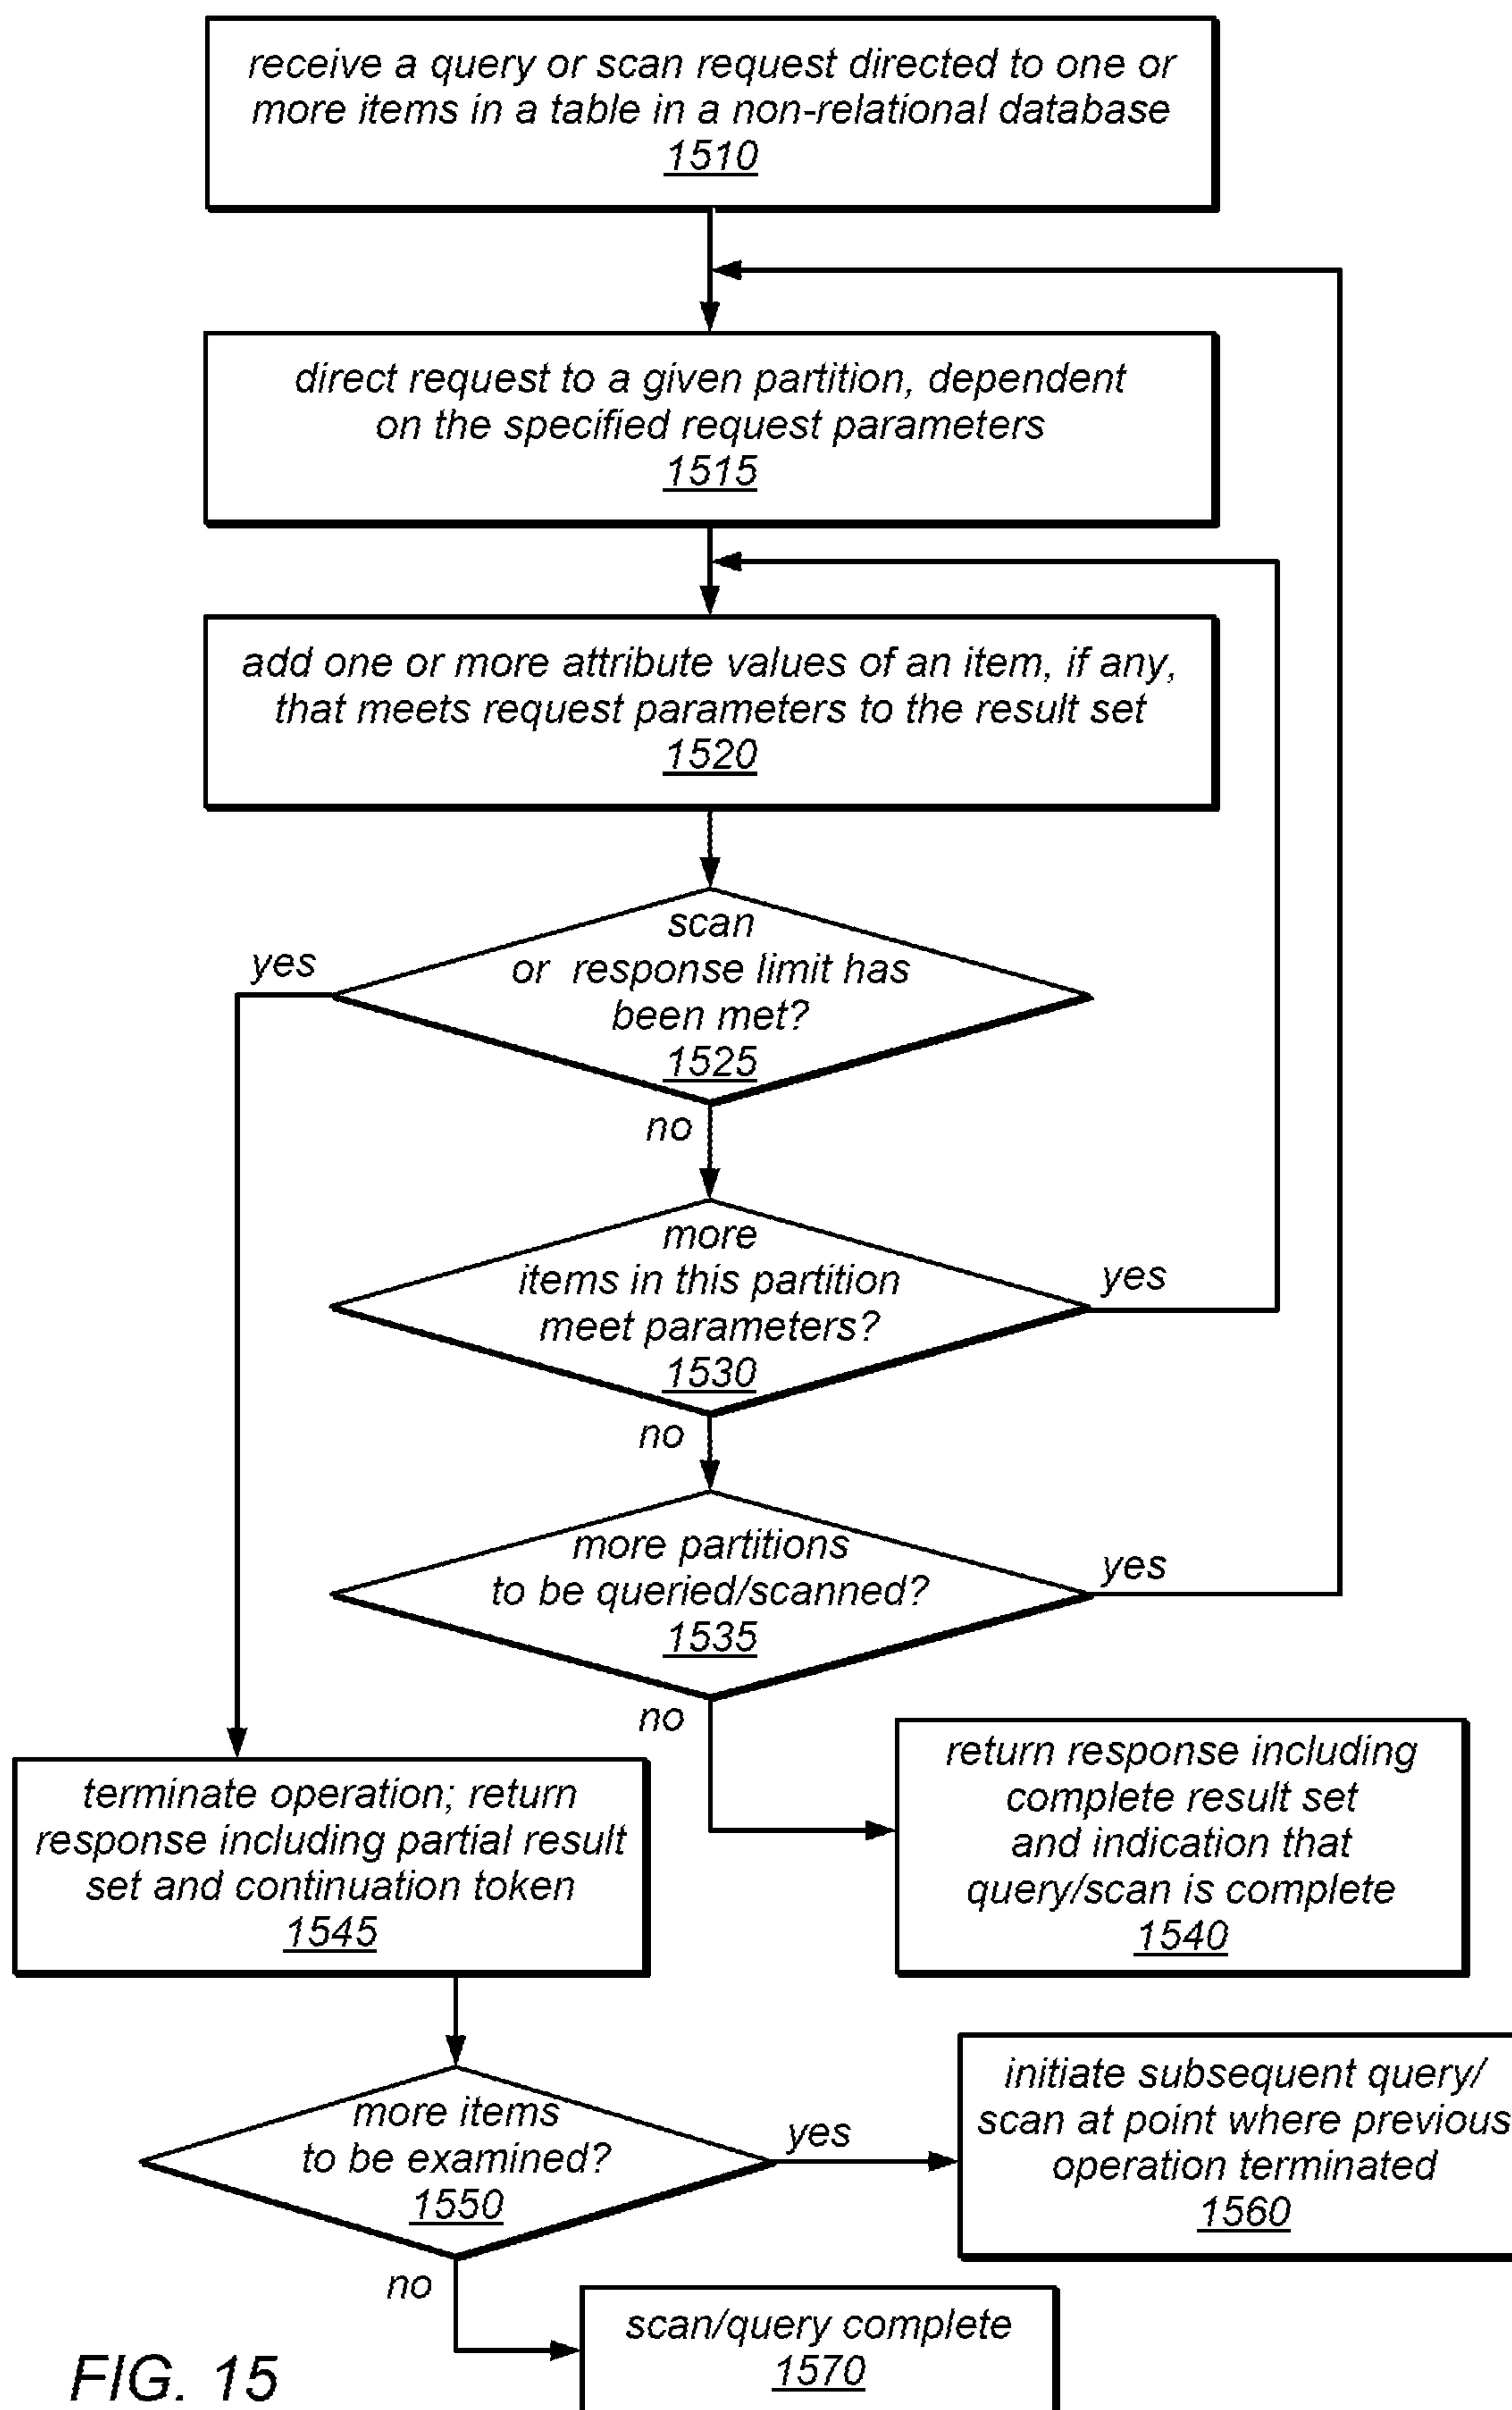 receive a query or scan request directed to one or
more items in a table in a non-relational database
1510
direct request to a given partition, dependent
on the specified request parameters
1515
add one or more attribute values of an item, if any,
that meets request parameters to the result set
1520
scan
or response limit has
been met?
1525
yes
no
more
items in this partition
meet parameters?
1530
yes
no
more partitions
to be queried/scanned?
1535
yes
no
return response including
complete result set
and indication that
query/scan is complete
1540
terminate operation; return
response including partial result
set and continuation token
1545
more items
to be examined?
1550
yes
no
initiate subsequent query/
scan at point where previous
operation terminated
1560
scan/query complete
1570
FIG. 15